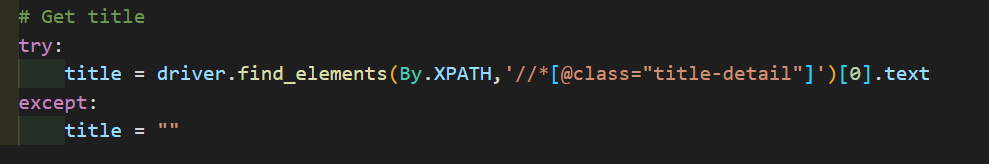 # Get title
try:
    title = driver.find_elements(By.XPATH,'//*[@class="title-detail"]')[0].text
except:
    title = ""